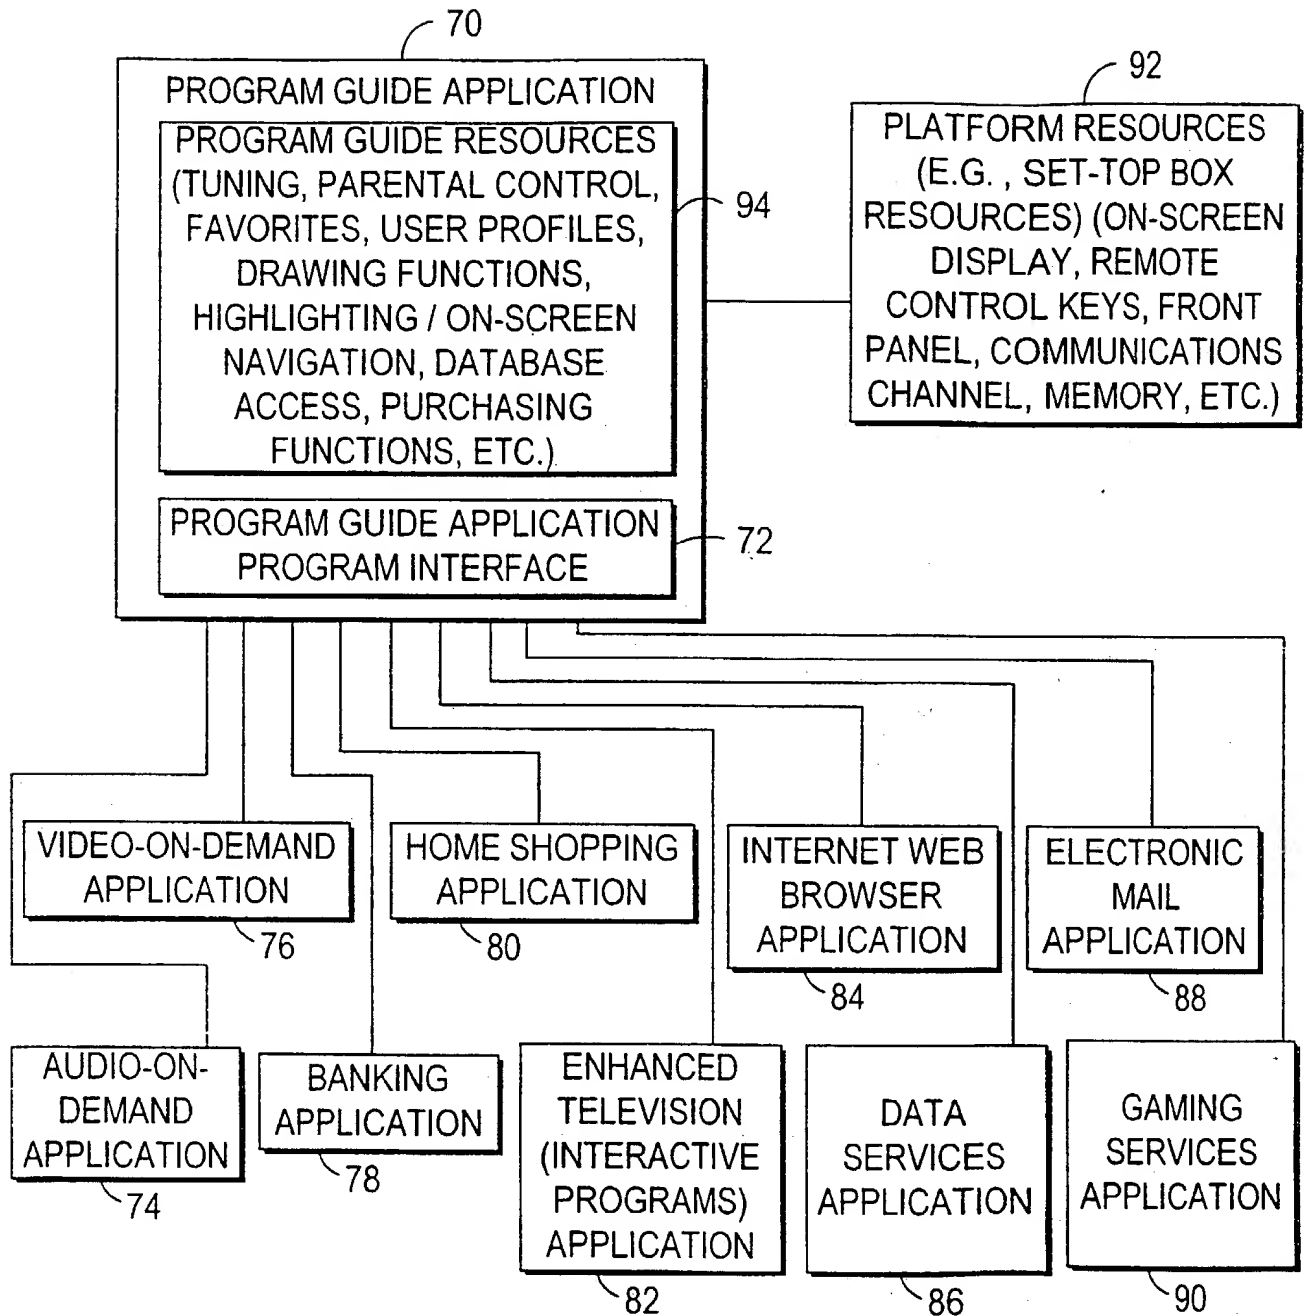 70
PROGRAM GUIDE APPLICATION
PROGRAM GUIDE RESOURCES
(TUNING, PARENTAL CONTROL,
FAVORITES, USER PROFILES,
DRAWING FUNCTIONS,
HIGHLIGHTING / ON-SCREEN
NAVIGATION, DATABASE
ACCESS, PURCHASING
FUNCTIONS, ETC.)
94
PROGRAM GUIDE APPLICATION
PROGRAM INTERFACE
72
92
PLATFORM RESOURCES
(E.G. , SET-TOP BOX
RESOURCES) (ON-SCREEN
DISPLAY, REMOTE
CONTROL KEYS, FRONT
PANEL, COMMUNICATIONS
CHANNEL, MEMORY, ETC.)
VIDEO-ON-DEMAND
APPLICATION
76
HOME SHOPPING
APPLICATION
80
INTERNET WEB
BROWSER
APPLICATION
84
ELECTRONIC
MAIL
APPLICATION
88
AUDIO-ON-
DEMAND
APPLICATION
74
BANKING
APPLICATION
78
ENHANCED
TELEVISION
(INTERACTIVE
PROGRAMS)
APPLICATION
82
DATA
SERVICES
APPLICATION
86
GAMING
SERVICES
APPLICATION
90